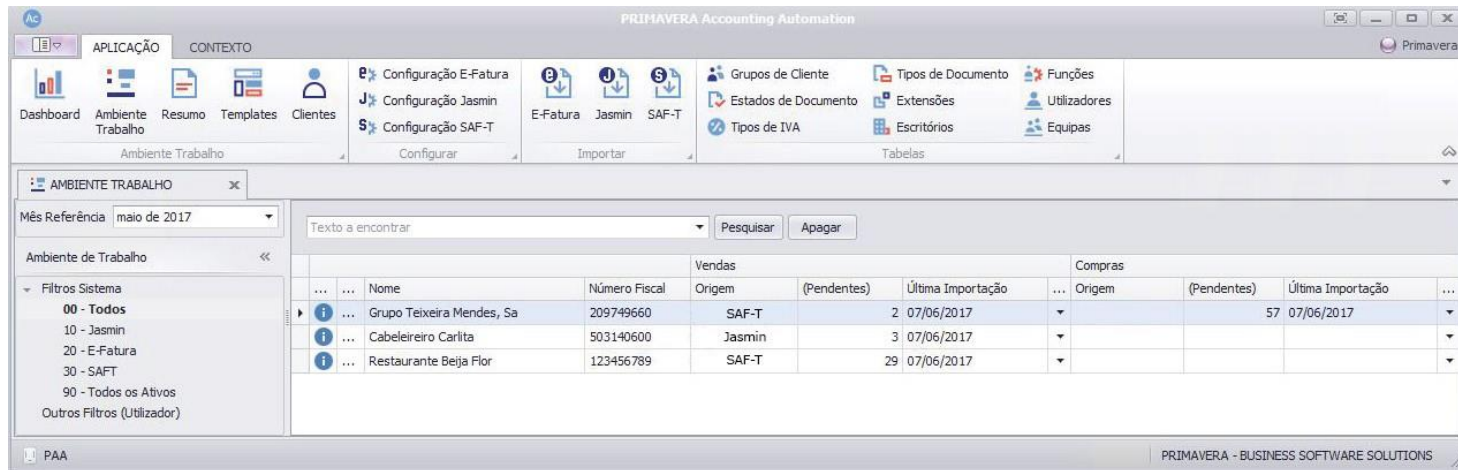 Ac PRIMAVERA Accounting Automation
APLICAÇÃO CONTEXTO Primavera
Dashboard
Ambiente
Trabalho
Resumo
Templates
Clientes
Ambiente Trabalho
Configuração E-Fatura
Configuração Jasmin
Configuração SAF-T
Configurar
E-Fatura Jasmin SAF-T
Importar
Grupos de Cliente Tipos de Documento Funções
Estados de Documento Extensões Utilizadores
Tipos de IVA Escritórios Equipas
Tabelas
AMBIENTE TRABALHO
Mês Referência maio de 2017
Ambiente de Trabalho
Filtros Sistema
00 - Todos
10 - Jasmin
20 - E-Fatura
30 - SAFT
90 - Todos os Ativos
Outros Filtros (Utilizador)
Texto a encontrar Pesquisar Apagar
Vendas Compras
... ... Nome Número Fiscal Origem (Pendentes) Última Importação ... Origem (Pendentes) Última Importação ...
... Grupo Teixeira Mendes, Sa 209749660 SAF-T 2 07/06/2017 57 07/06/2017
... Cabeleireiro Carlita 503140600 Jasmin 3 07/06/2017
... Restaurante Beija Flor 123456789 SAF-T 29 07/06/2017
PAA PRIMAVERA - BUSINESS SOFTWARE SOLUTIONS